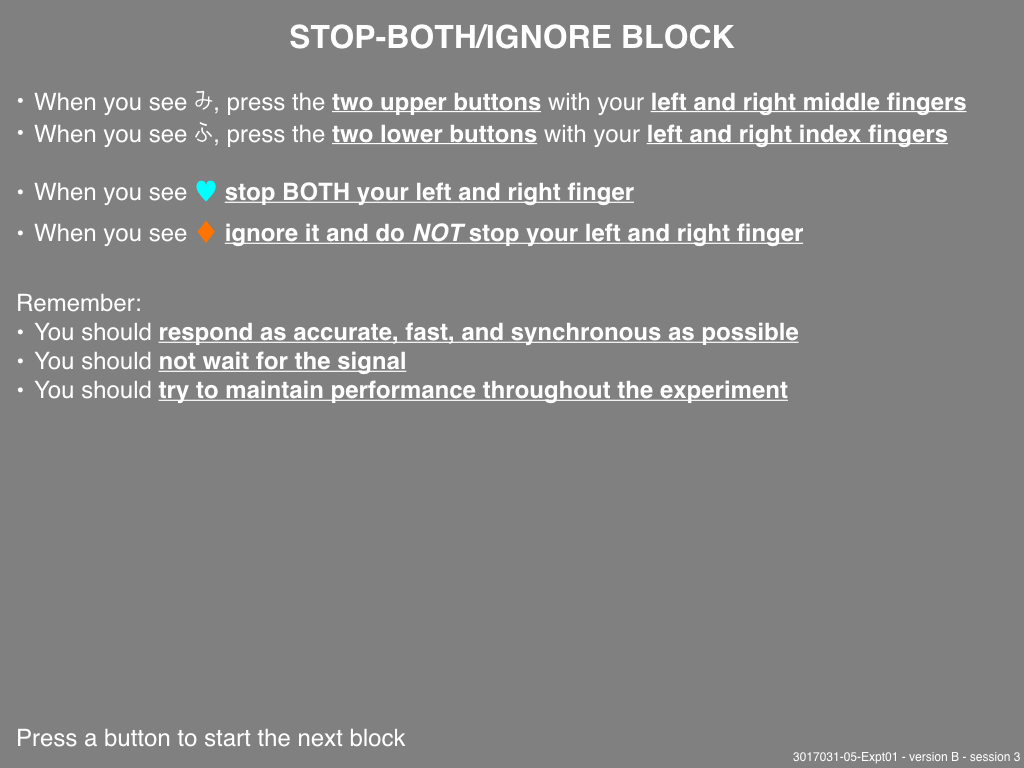 STOP-BOTH/IGNORE BLOCK
• When you see み, press the two upper buttons with your left and right middle fingers
• When you see ふ, press the two lower buttons with your left and right index fingers
• When you see ♥ stop BOTH your left and right finger
• When you see ♦ ignore it and do NOT stop your left and right finger
Remember:
• You should respond as accurate, fast, and synchronous as possible
• You should not wait for the signal
• You should try to maintain performance throughout the experiment
Press a button to start the next block
3017031-05-Expt01 - version B - session 3